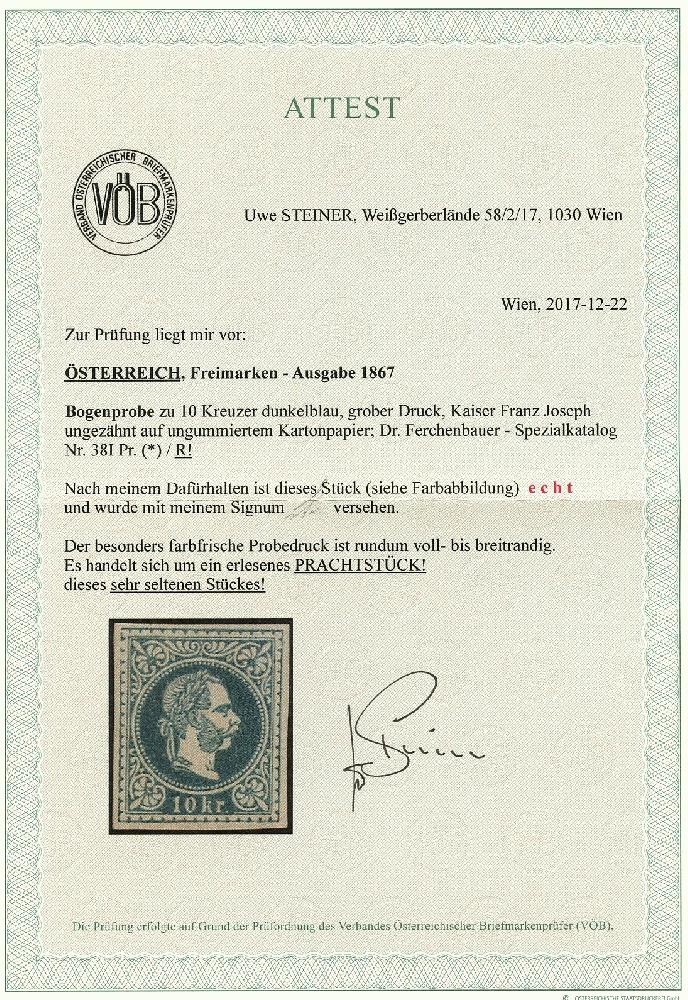 ATTEST
VERBAND ÖSTERREICHISCHER BRIEFMARKENPRÜFER
VÖB
Uwe STEINER, Weißgerberlände 58/2/17, 1030 Wien
Wien, 2017-12-22
Zur Prüfung liegt mir vor:
ÖSTERREICH, Freimarken - Ausgabe 1867
Bogenprobe zu 10 Kreuzer dunkelblau, grober Druck, Kaiser Franz Joseph
ungezähnt auf ungummiertem Kartonpapier; Dr. Ferchenbauer - Spezialkatalog
Nr. 38I Pr. (*) / R!
Nach meinem Dafürhalten ist dieses Stück (siehe Farbabbildung) echt
und wurde mit meinem Signum versehen.
Der besonders farbfrische Probedruck ist rundum voll- bis breitrandig.
Es handelt sich um ein erlesenes PRACHTSTÜCK!
dieses sehr seltenen Stückes!
10 kr.
Steiner
Die Prüfung erfolgte auf Grund der Prüfordnung des Verbandes Österreichischer Briefmarkenprüfer (VÖB).
© ÖSTERREICHISCHE STAATSDRUCKEREI GmbH